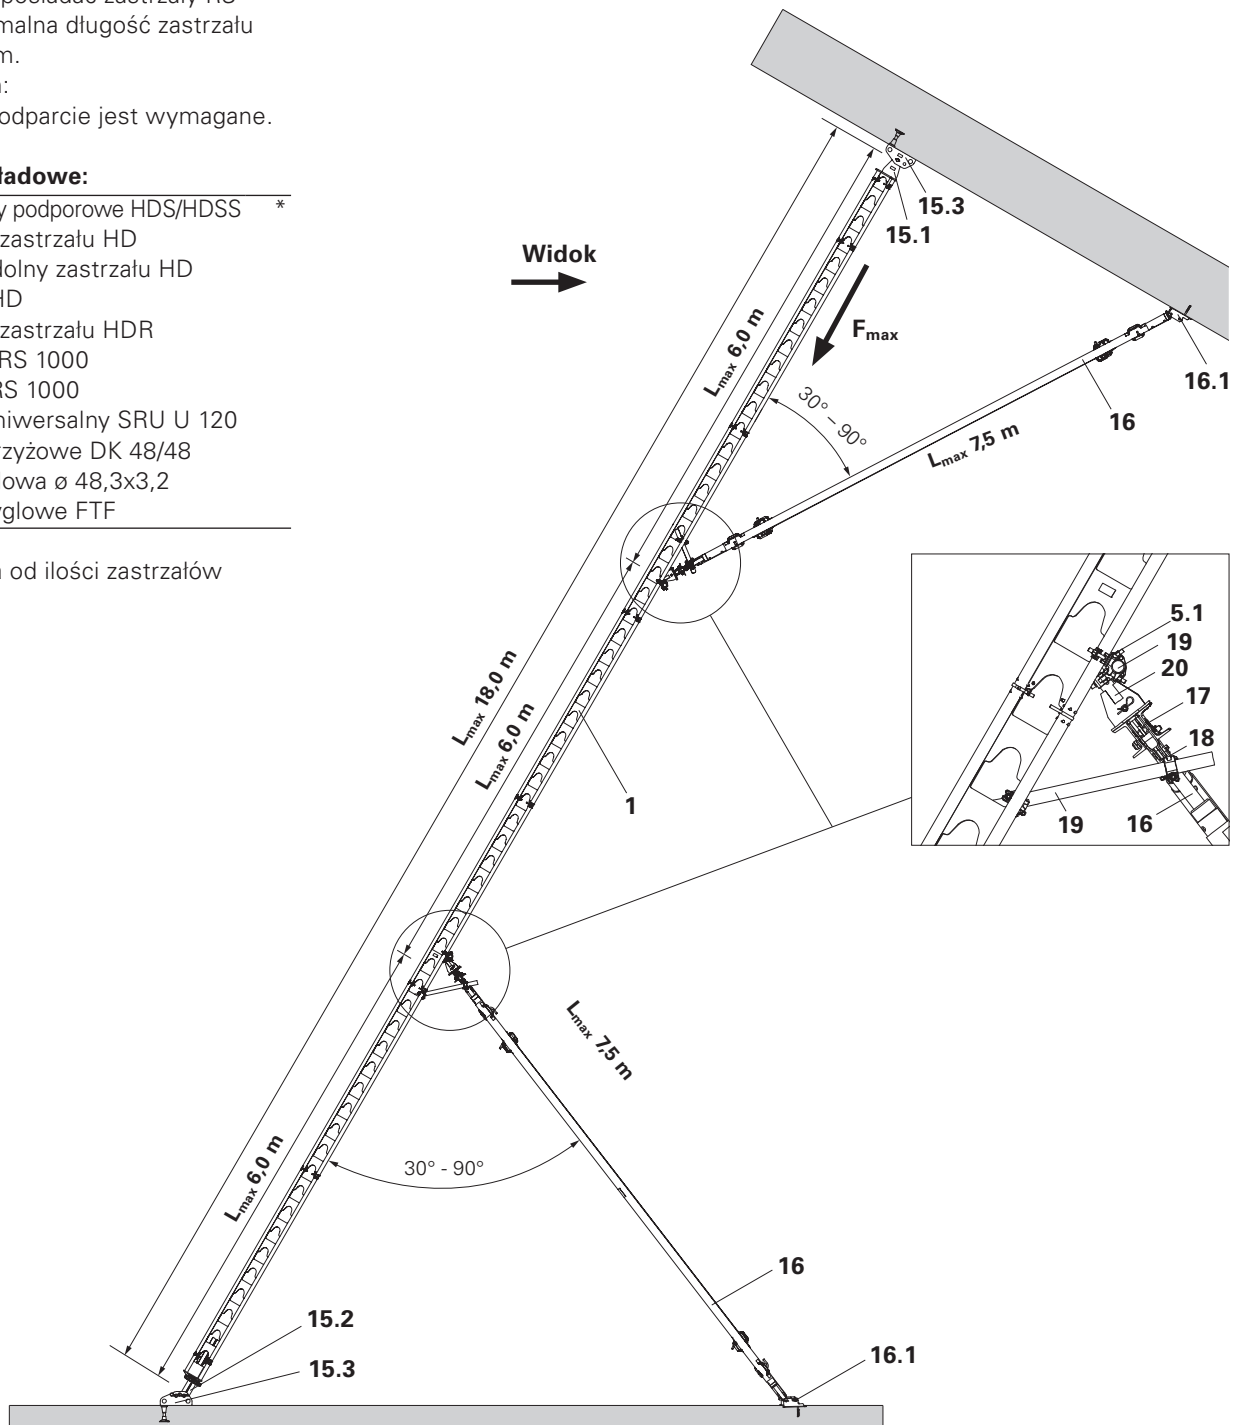 malna długość zastrzału
m.
odparcie jest wymagane.
ładowe:
y podporowe HDS/HDSS *
zastrzału HD
dolny zastrzału HD
HD
zastrzału HDR
RS 1000
RS 1000
niwersalny SRU U 120
rzyżowe DK 48/48
owa ø 48,3x3,2
yglowe FTF
od ilości zastrzałów
Widok
15.3
15.1
Fmax
Lmax 6,0 m
30° – 90°
16.1
16
Lmax 7,5 m
Lmax 18,0 m
Lmax 6,0 m
1
5.1
19
20
17
18
19
16
Lmax 7,5 m
Lmax 6,0 m
30° - 90°
16
15.2
15.3
16.1